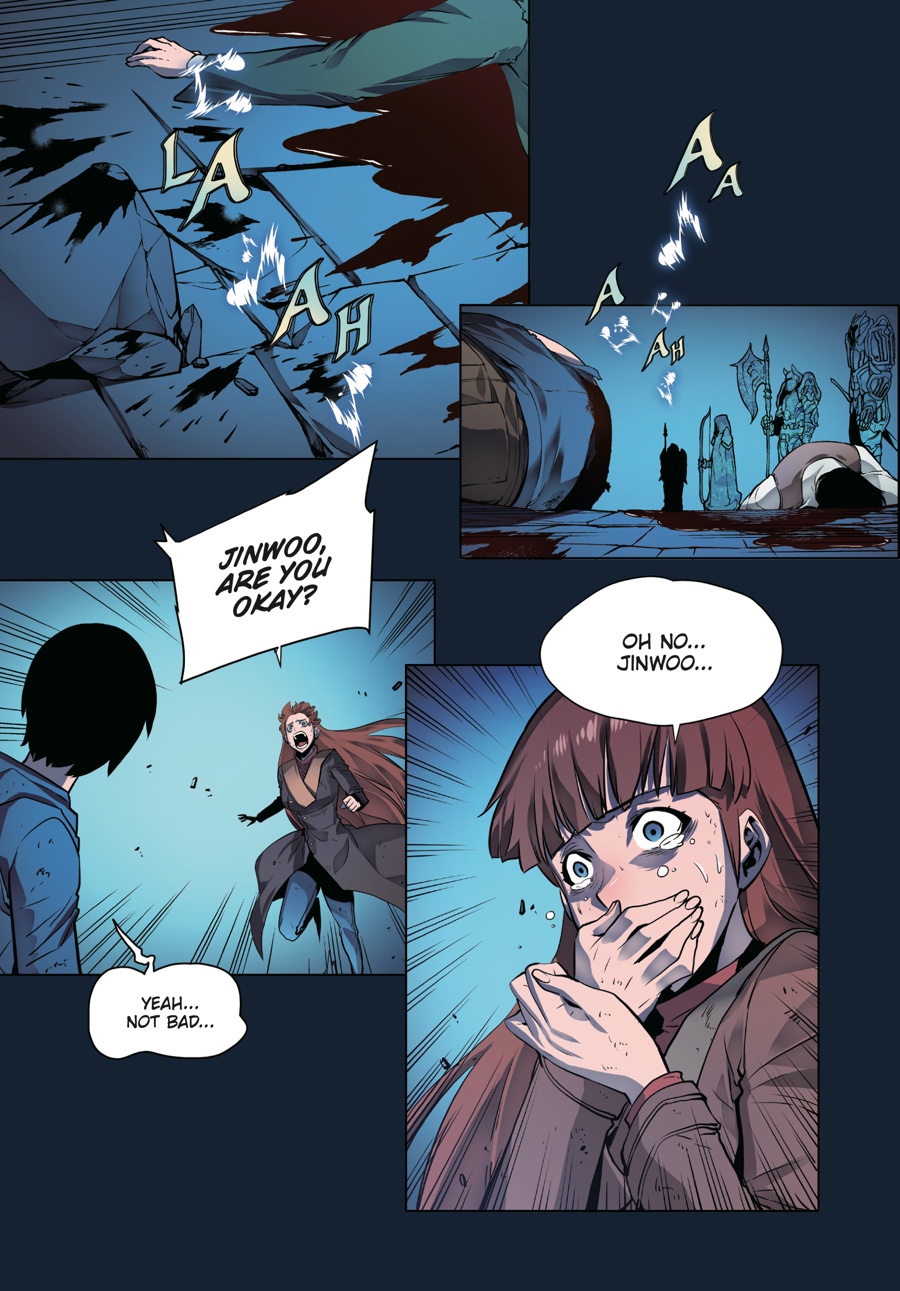 LA
AH
A
A
A
AH
JINWOO,
ARE YOU
OKAY?
OH NO...
JINWOO...
YEAH...
NOT BAD...